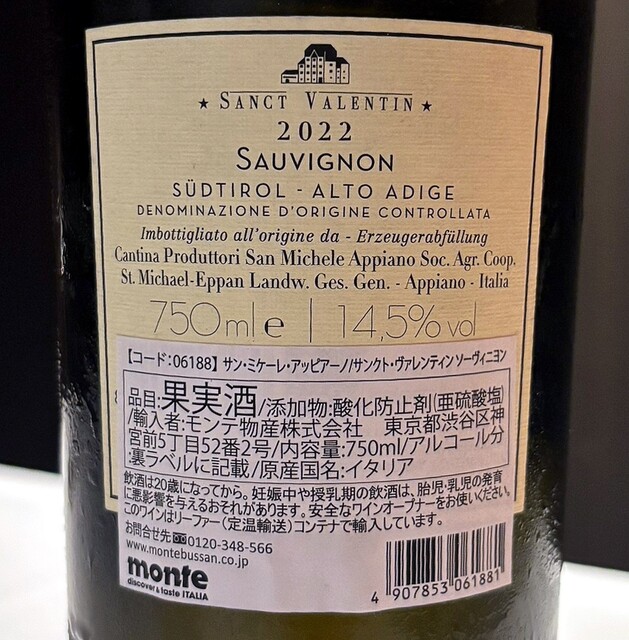 ★ SANCT VALENTIN ★
2022
SAUVIGNON
SÜDTIROL - ALTO ADIGE
DENOMINAZIONE D'ORIGINE CONTROLLATA
Imbottigliato all'origine da - Erzeugerabfüllung
Cantina Produttori San Michele Appiano Soc. Agr. Coop.
St. Michael-Eppan Landw. Ges. Gen. - Appiano - Italia
750 ml e | 14,5% vol
【コード:06188】 サン・ミケーレ・アッピアーノ/サンクト・ヴァレンティン ソーヴィニヨン
品目:果実酒/添加物:酸化防止剤(亜硫酸塩)
/輸入者:モンテ物産株式会社 東京都渋谷区神
宮前5丁目52番2号/内容量:750ml/アルコール分
:裏ラベルに記載/原産国名:イタリア
飲酒は20歳になってから。妊娠中や授乳期の飲酒は、胎児・乳児の発育
に悪影響を与えるおそれがあります。安全なワインオープナーをお使いください。
このワインはリーファー(定温輸送)コンテナで輸入しています。
お問合せ先 0120-348-566
www.montebussan.co.jp
monte
discover & taste ITALIA
4 907853 061881